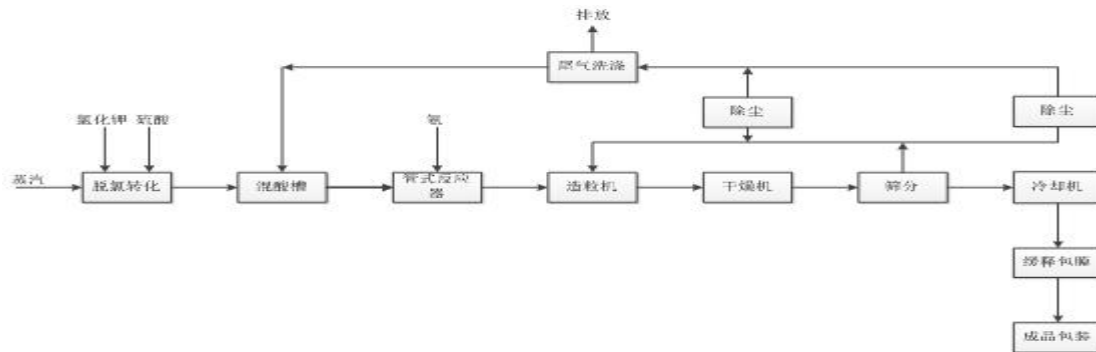 排放
尾气洗涤
除尘
除尘
氯化钾 硫酸
氨
蒸汽
脱氯转化
混酸槽
管式反应
器
造粒机
干燥机
筛分
冷却机
缓释包膜
成品包装